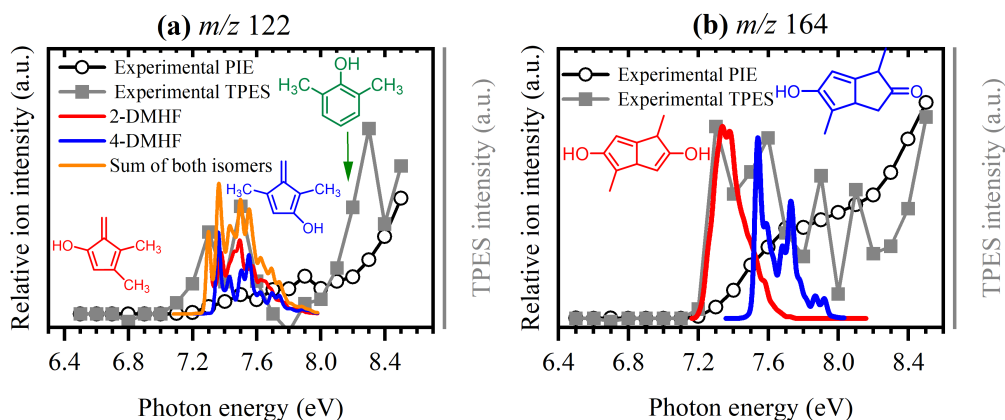 (a) m/z 122
Relative ion intensity (a.u.)
Experimental PIE
Experimental TPES
2-DMHF
4-DMHF
Sum of both isomers
OH
H₃C
CH₃
CH₃
CH₃
OH
HO
CH₃
CH₃
TPES intensity (a.u.)
6.4 6.8 7.2 7.6 8.0 8.4
Photon energy (eV)
(b) m/z 164
Relative ion intensity (a.u.)
Experimental PIE
Experimental TPES
HO
O
HO
OH
TPES intensity (a.u.)
6.4 6.8 7.2 7.6 8.0 8.4
Photon energy (eV)